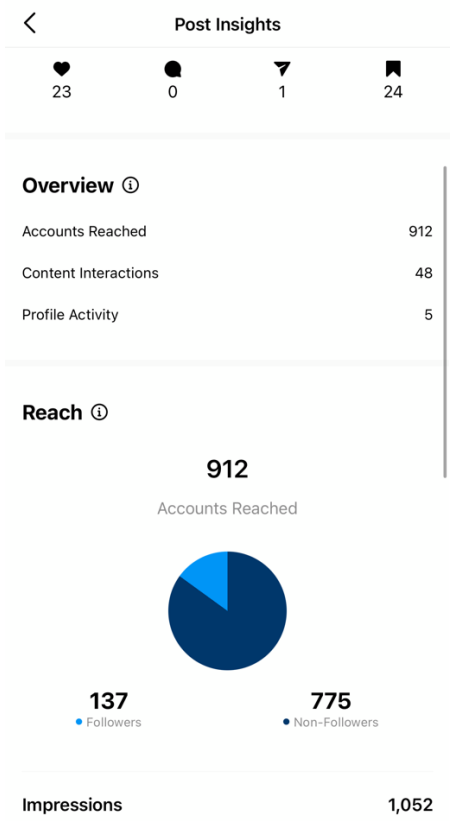 Post Insights
23 0 1 24
Overview
Accounts Reached 912
Content Interactions 48
Profile Activity 5
Reach
912
Accounts Reached
137 775
Followers Non-Followers
Impressions 1,052